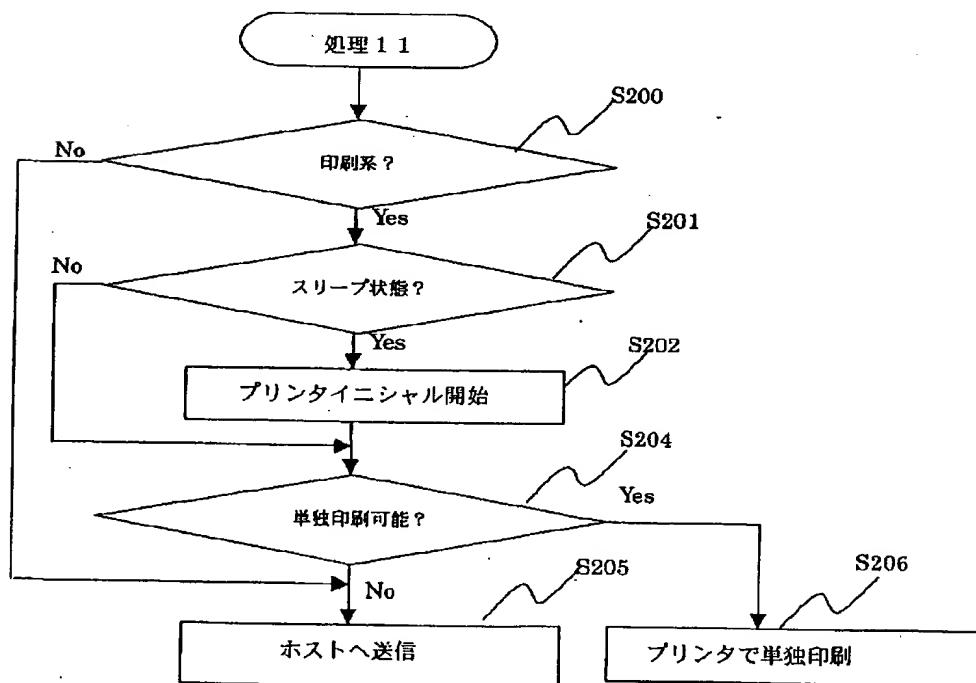 処理１１
S200
No
印刷系？
Yes
S201
No
スリープ状態？
Yes
S202
プリンタイニシャル開始
S204
Yes
単独印刷可能？
No
S205
S206
ホストへ送信
プリンタで単独印刷